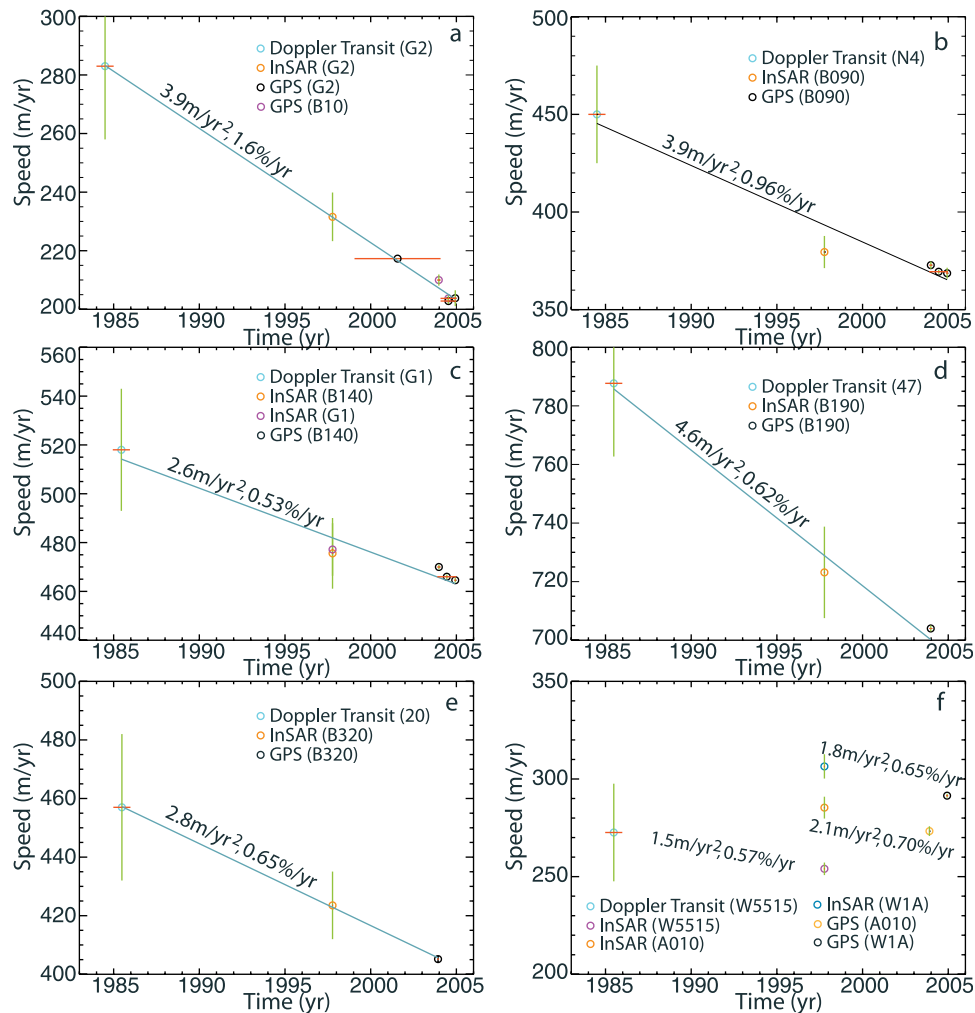 a
Speed (m/yr)
300
280
260
240
220
200
Doppler Transit (G2)
InSAR (G2)
GPS (G2)
GPS (B10)
3.9m/yr², 1.6%/yr
1985 1990 1995 2000 2005
Time (yr)
b
Speed (m/yr)
500
450
400
350
Doppler Transit (N4)
InSAR (B090)
GPS (B090)
3.9m/yr², 0.96%/yr
1985 1990 1995 2000 2005
Time (yr)
c
Speed (m/yr)
560
540
520
500
480
460
440
Doppler Transit (G1)
InSAR (B140)
InSAR (G1)
GPS (B140)
2.6m/yr², 0.53%/yr
1985 1990 1995 2000 2005
Time (yr)
d
Speed (m/yr)
800
780
760
740
720
700
Doppler Transit (47)
InSAR (B190)
GPS (B190)
4.6m/yr², 0.62%/yr
1985 1990 1995 2000 2005
Time (yr)
e
Speed (m/yr)
500
480
460
440
420
400
Doppler Transit (20)
InSAR (B320)
GPS (B320)
2.8m/yr², 0.65%/yr
1985 1990 1995 2000 2005
Time (yr)
f
Speed (m/yr)
350
300
250
200
1.8m/yr², 0.65%/yr
2.1m/yr², 0.70%/yr
1.5m/yr², 0.57%/yr
Doppler Transit (W5515)
InSAR (W5515)
InSAR (A010)
InSAR (W1A)
GPS (A010)
GPS (W1A)
1985 1990 1995 2000 2005
Time (yr)